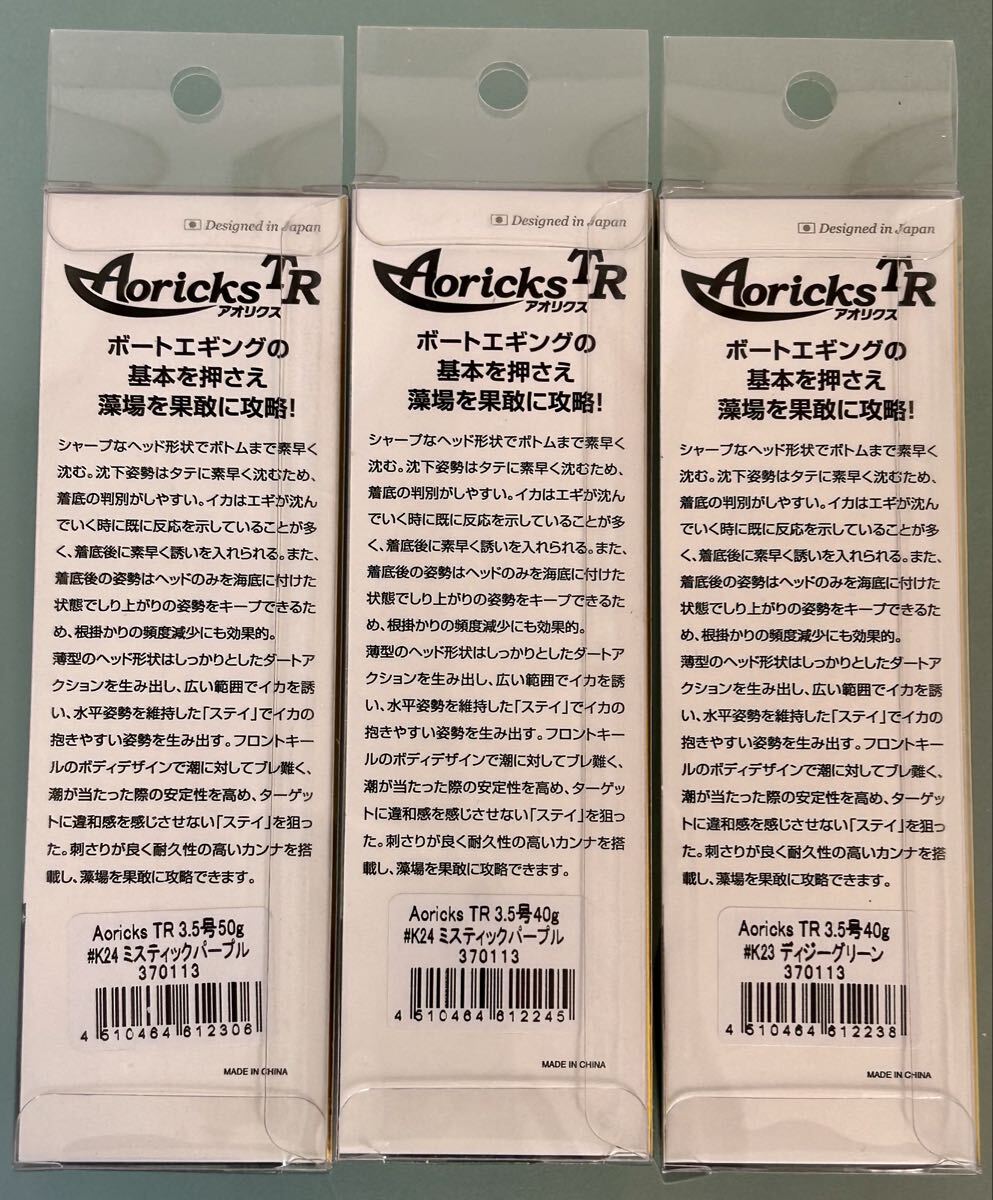 Designed in Japan
Aoricks TR
アオリクス
ボートエギングの
基本を押さえ
藻場を果敢に攻略!
シャープなヘッド形状でボトムまで素早く
沈む。沈下姿勢はタテに素早く沈むため、
着底の判別がしやすい。イカはエギが沈ん
でいく時に既に反応を示していることが多
く、着底後に素早く誘いを入れられる。また、
着底後の姿勢はヘッドのみを海底に付けた
状態でしり上がりの姿勢をキープできるた
め、根掛かりの頻度減少にも効果的。
薄型のヘッド形状はしっかりとしたダートア
クションを生み出し、広い範囲でイカを誘
い、水平姿勢を維持した「ステイ」でイカの
抱きやすい姿勢を生み出す。フロントキー
ルのボディデザインで潮に対してブレ難く、
潮が当たった際の安定性を高め、ターゲッ
トに違和感を感じさせない「ステイ」を狙っ
た。刺さりが良く耐久性の高いカンナを搭
載し、藻場を果敢に攻略できます。
Aoricks TR 3.5号50g
#K24 ミスティックパープル
370113
4 510464 612306
MADE IN CHINA
Designed in Japan
Aoricks TR
アオリクス
ボートエギングの
基本を押さえ
藻場を果敢に攻略!
シャープなヘッド形状でボトムまで素早く
沈む。沈下姿勢はタテに素早く沈むため、
着底の判別がしやすい。イカはエギが沈ん
でいく時に既に反応を示していることが多
く、着底後に素早く誘いを入れられる。また、
着底後の姿勢はヘッドのみを海底に付けた
状態でしり上がりの姿勢をキープできるた
め、根掛かりの頻度減少にも効果的。
薄型のヘッド形状はしっかりとしたダートア
クションを生み出し、広い範囲でイカを誘
い、水平姿勢を維持した「ステイ」でイカの
抱きやすい姿勢を生み出す。フロントキー
ルのボディデザインで潮に対してブレ難く、
潮が当たった際の安定性を高め、ターゲッ
トに違和感を感じさせない「ステイ」を狙っ
た。刺さりが良く耐久性の高いカンナを搭
載し、藻場を果敢に攻略できます。
Aoricks TR 3.5号40g
#K24 ミスティックパープル
370113
4 510464 612245
MADE IN CHINA
Designed in Japan
Aoricks TR
アオリクス
ボートエギングの
基本を押さえ
藻場を果敢に攻略!
シャープなヘッド形状でボトムまで素早く
沈む。沈下姿勢はタテに素早く沈むため、
着底の判別がしやすい。イカはエギが沈ん
でいく時に既に反応を示していることが多
く、着底後に素早く誘いを入れられる。また、
着底後の姿勢はヘッドのみを海底に付けた
状態でしり上がりの姿勢をキープできるた
め、根掛かりの頻度減少にも効果的。
薄型のヘッド形状はしっかりとしたダートア
クションを生み出し、広い範囲でイカを誘
い、水平姿勢を維持した「ステイ」でイカの
抱きやすい姿勢を生み出す。フロントキー
ルのボディデザインで潮に対してブレ難く、
潮が当たった際の安定性を高め、ターゲッ
トに違和感を感じさせない「ステイ」を狙っ
た。刺さりが良く耐久性の高いカンナを搭
載し、藻場を果敢に攻略できます。
Aoricks TR 3.5号40g
#K23 ディジーグリーン
370113
4 510464 612238
MADE IN CHINA